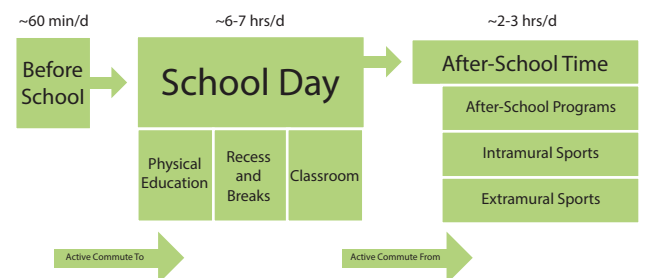 ~60 min/d
~6-7 hrs/d
~2-3 hrs/d
Before
School
School Day
After-School Time
Physical
Education
Recess
and
Breaks
Classroom
After-School Programs
Intramural Sports
Extramural Sports
Active Commute To
Active Commute From